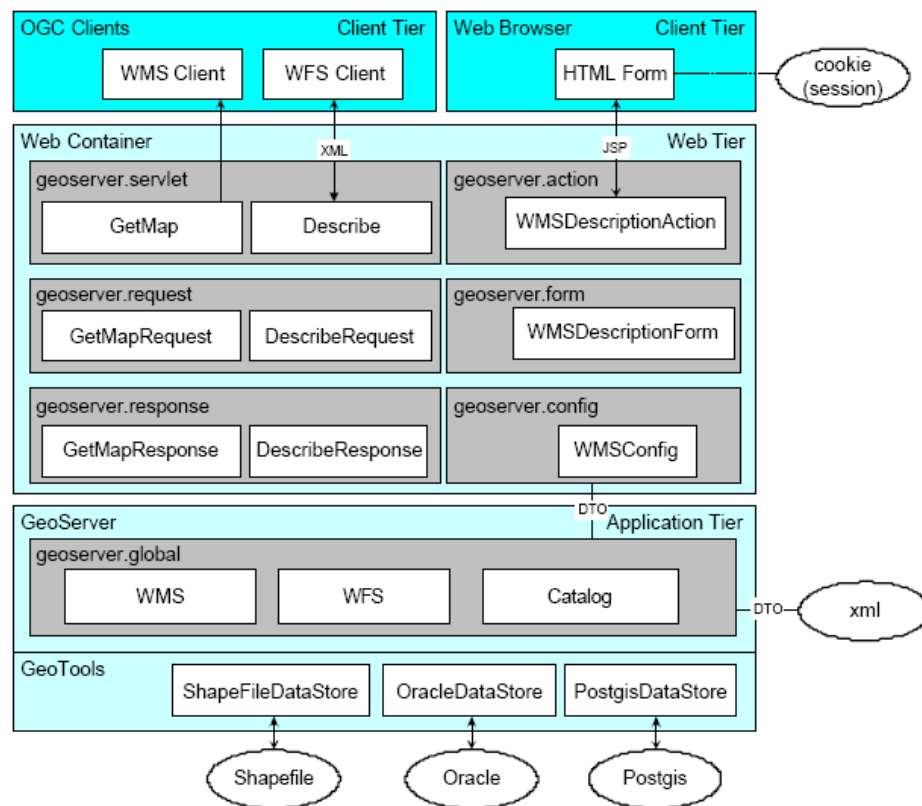 OGC Clients Client Tier
WMS Client
WFS Client
Web Browser Client Tier
HTML Form
cookie
(session)
Web Container Web Tier
XML
JSP
geoserver.servlet
GetMap
Describe
geoserver.action
WMSDescriptionAction
geoserver.request
GetMapRequest
DescribeRequest
geoserver.form
WMSDescriptionForm
geoserver.response
GetMapResponse
DescribeResponse
geoserver.config
WMSConfig
DTO
GeoServer Application Tier
geoserver.global
WMS
WFS
Catalog
DTO
xml
GeoTools
ShapeFileDataStore
OracleDataStore
PostgisDataStore
Shapefile
Oracle
Postgis